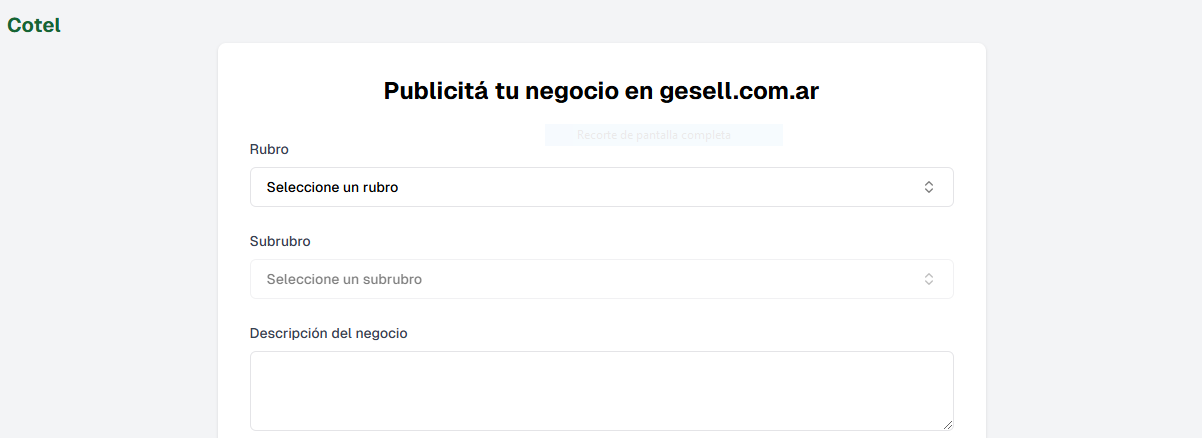 Cotel
Publicitá tu negocio en gesell.com.ar
Recorte de pantalla completa
Rubro
Seleccione un rubro
Subrubro
Seleccione un subrubro
Descripción del negocio